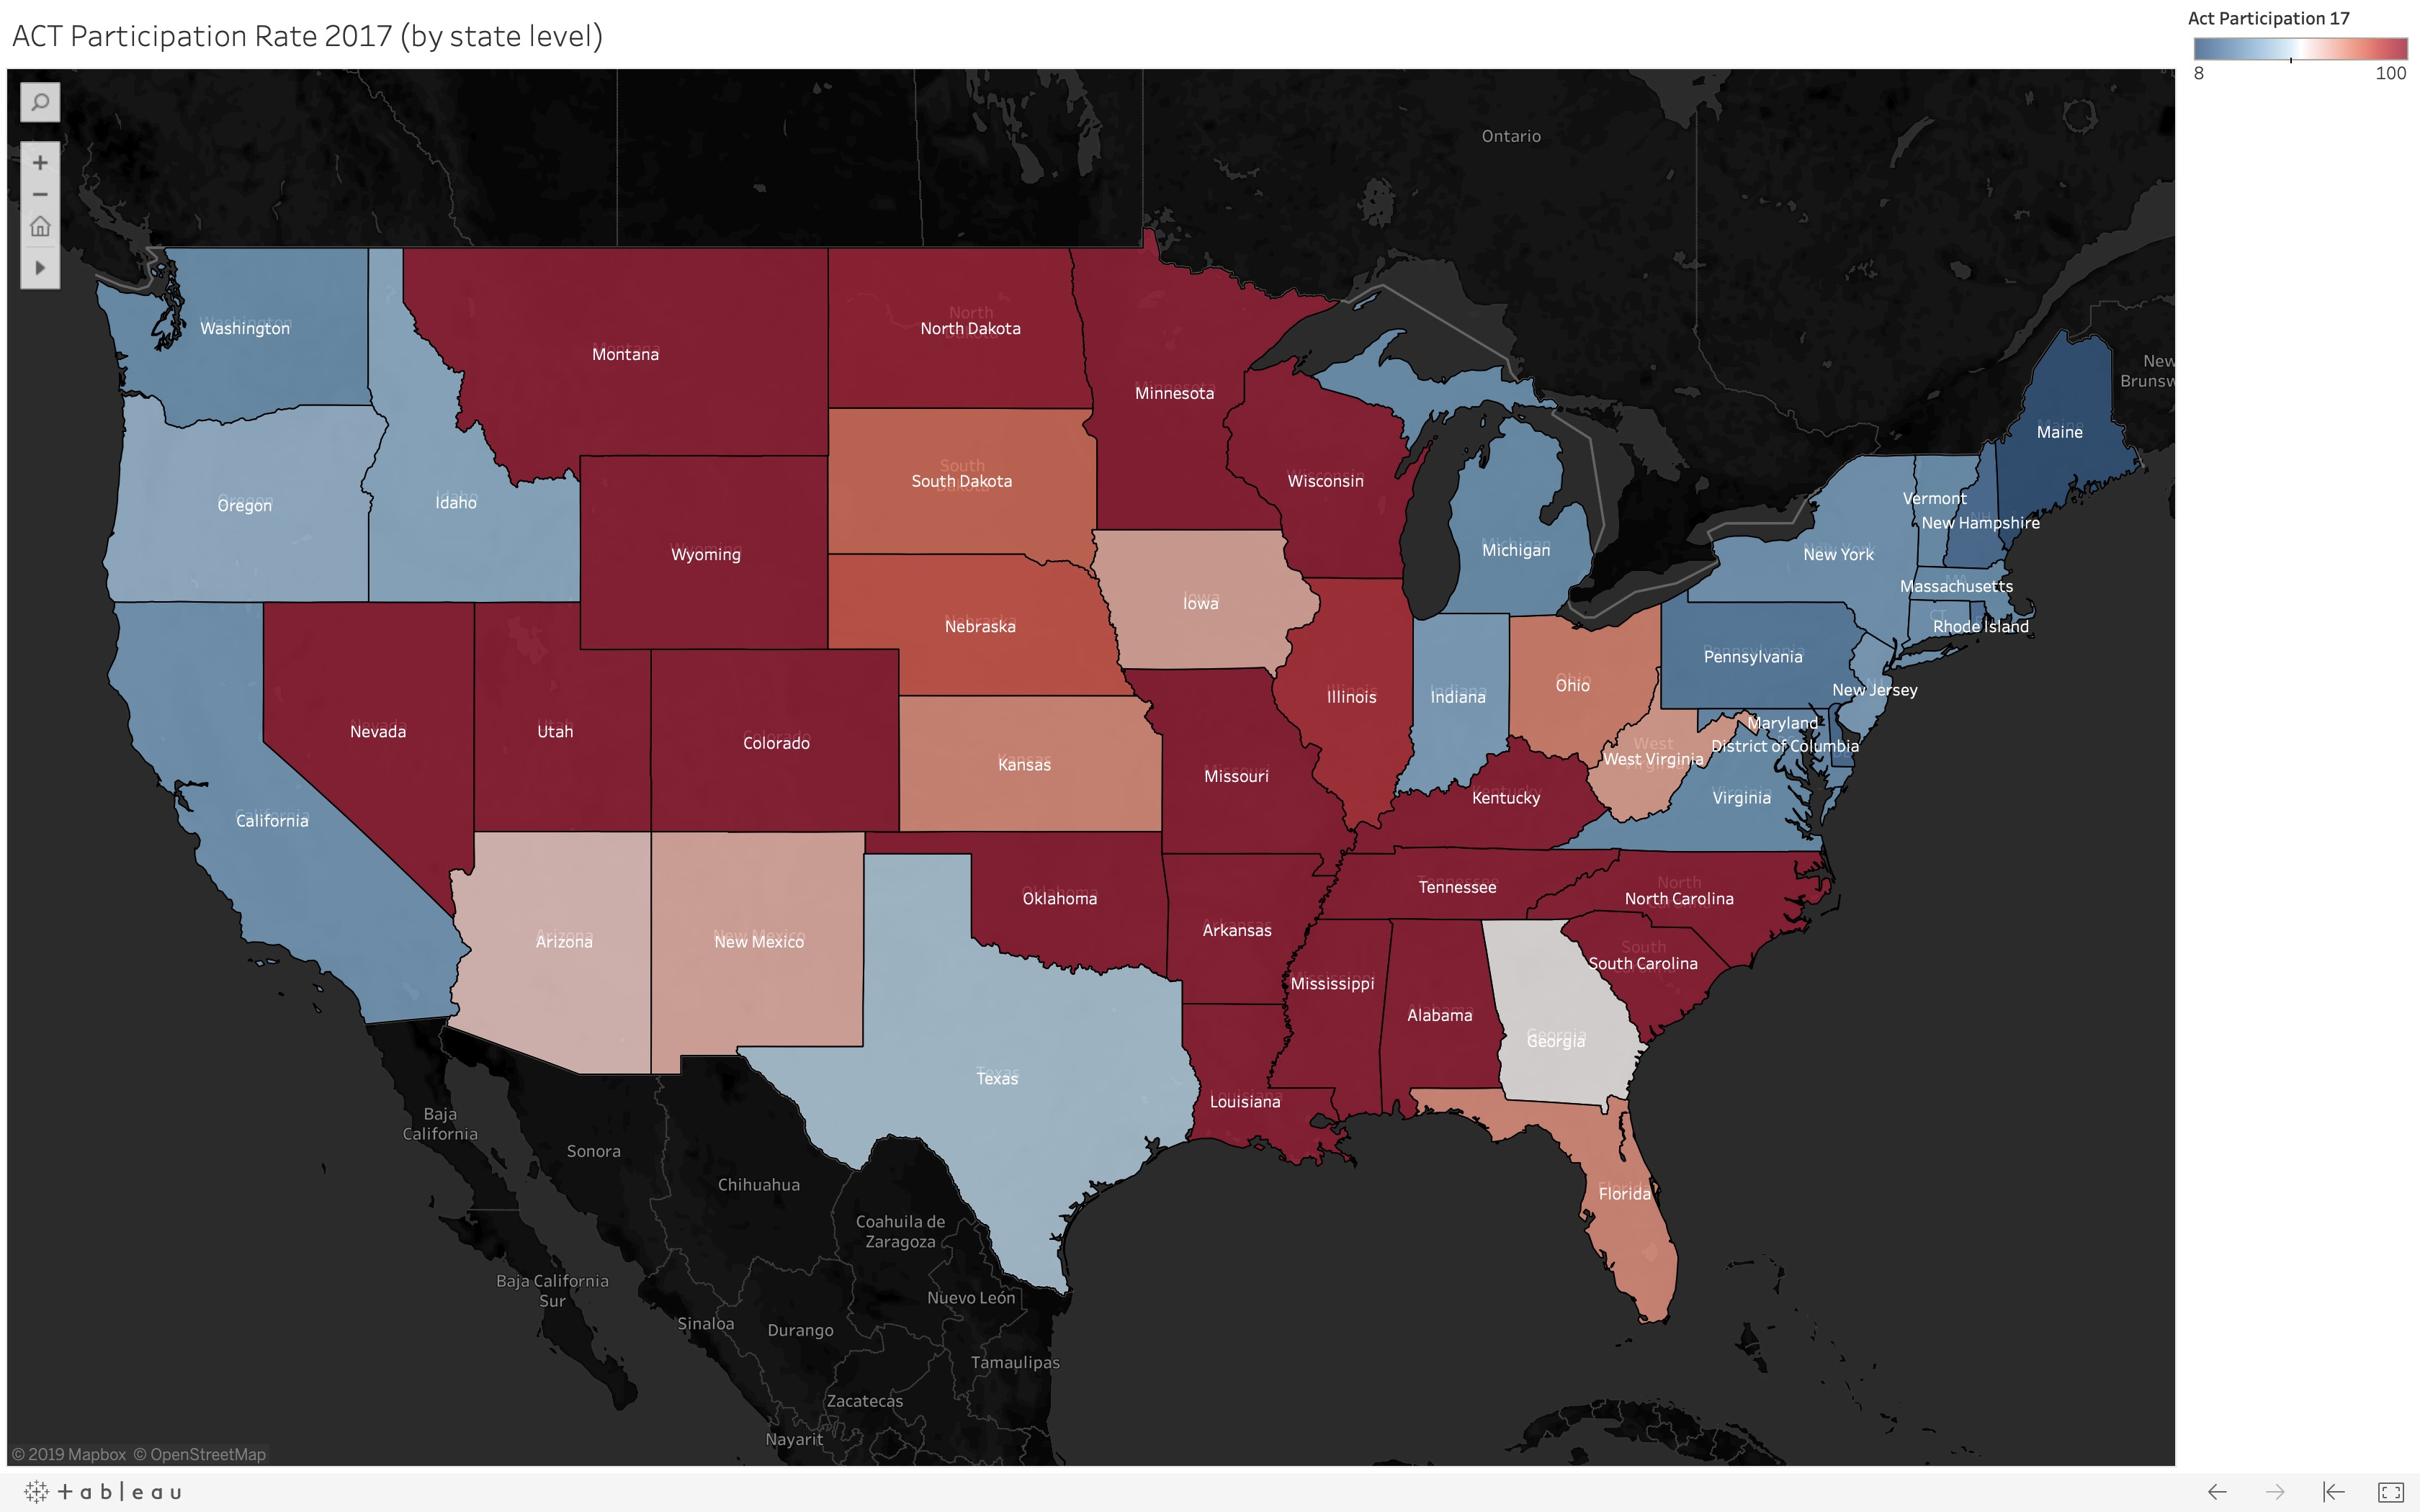 ACT Participation Rate 2017 (by state level)
Act Participation 17
8
100
Ontario
New
Brunsw
Washington
Montana
North Dakota
Minnesota
Maine
Oregon
Idaho
South Dakota
Wisconsin
Vermont
New Hampshire
Wyoming
Michigan
New York
Massachusetts
Iowa
Nebraska
Rhode Island
CT
Pennsylvania
Nevada
Utah
Colorado
Kansas
Missouri
Illinois
Indiana
Ohio
New Jersey
Maryland
District of Columbia
West Virginia
Kentucky
Virginia
California
Oklahoma
Tennessee
North Carolina
Arizona
New Mexico
Arkansas
South Carolina
Mississippi
Alabama
Georgia
Texas
Louisiana
Florida
Baja
California
Sonora
Chihuahua
Coahuila de
Zaragoza
Baja California
Sur
Nuevo León
Sinaloa
Durango
Tamaulipas
Zacatecas
Nayarit
© 2019 Mapbox © OpenStreetMap
+ a b l e a u